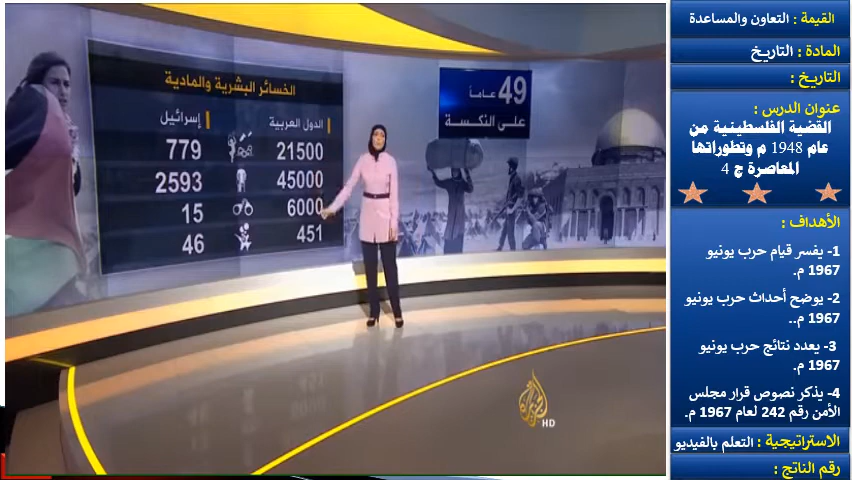 49 عاماً
على النكسة
الخسائر البشرية والمادية
الدول العربية
إسرائيل
21500
779
45000
2593
6000
15
451
46
الجزيرة
HD
القيمة : التعاون والمساعدة
المادة : التاريخ
التاريخ :
عنوان الدرس :
القضية الفلسطينية من
عام 1948 م وتطوراتها
المعاصرة ج 4
الأهداف :
1- يفسر قيام حرب يونيو
1967 م.
2- يوضح أحداث حرب يونيو
1967 م..
3- يعدد نتائج حرب يونيو
1967 م.
4- يذكر نصوص قرار مجلس
الأمن رقم 242 لعام 1967 م.
الاستراتيجية : التعلم بالفيديو
رقم الناتج :